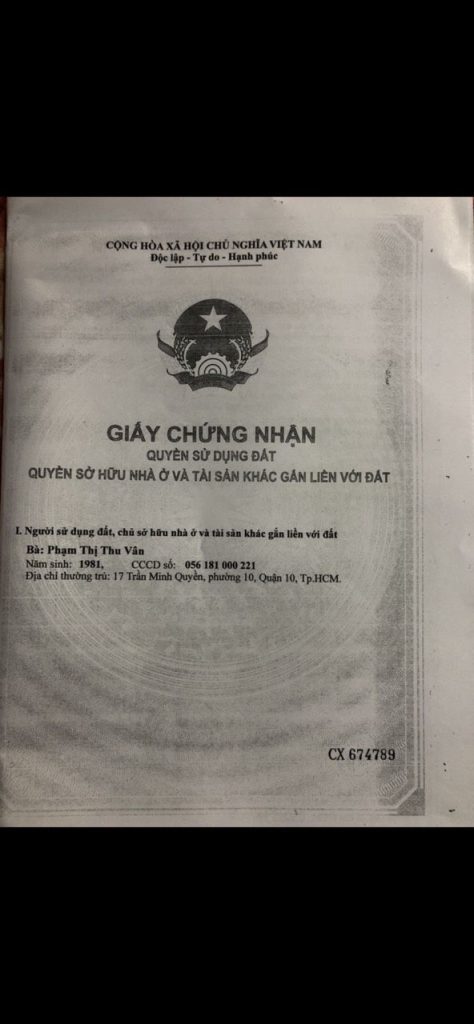 CỘNG HÒA XÃ HỘI CHỦ NGHĨA VIỆT NAM
Độc lập - Tự do - Hạnh phúc
GIẤY CHỨNG NHẬN
QUYỀN SỬ DỤNG ĐẤT
QUYỀN SỞ HỮU NHÀ Ở VÀ TÀI SẢN KHÁC GẮN LIỀN VỚI ĐẤT
I. Người sử dụng đất, chủ sở hữu nhà ở và tài sản khác gắn liền với đất
Bà: Phạm Thị Thu Vân
Năm sinh: 1981, CCCD số: 056 181 000 221
Địa chỉ thường trú: 17 Trần Minh Quyền, phường 10, Quận 10, Tp.HCM.
CX 674789